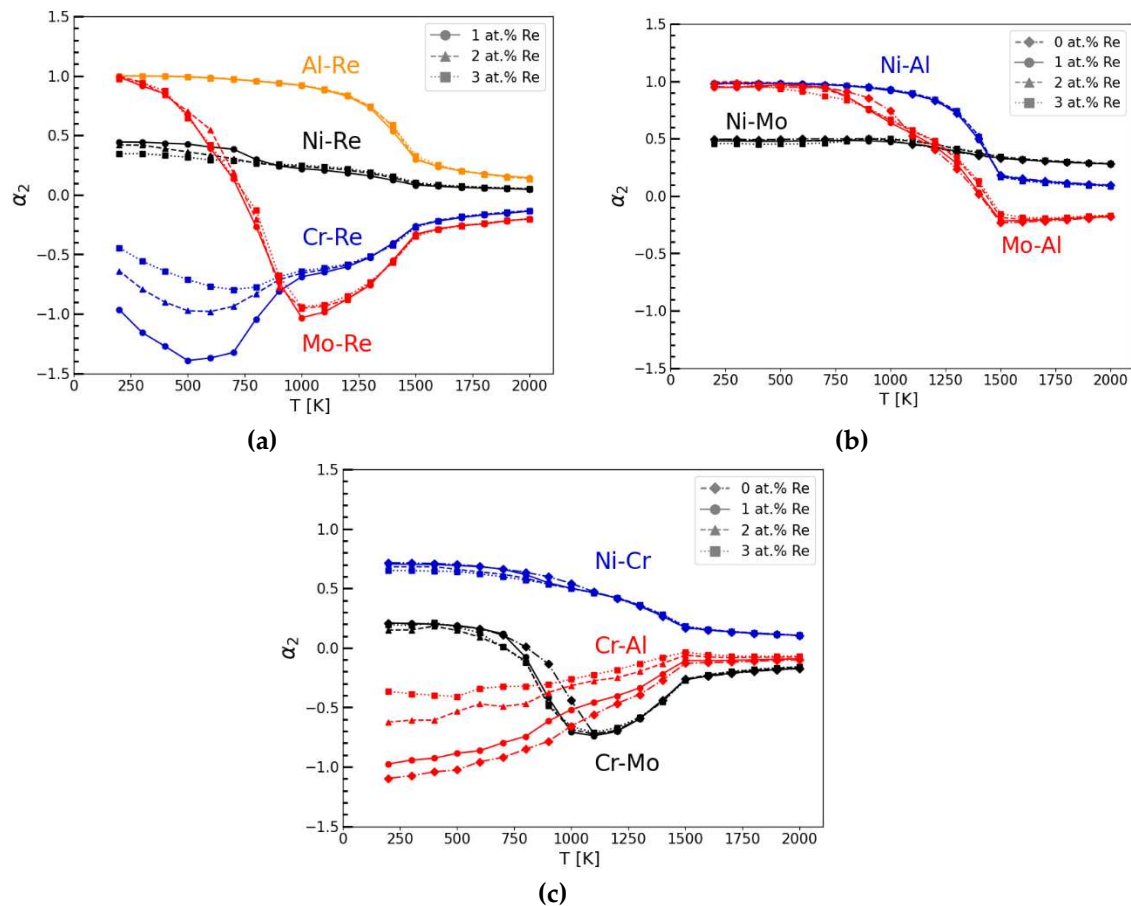 1.5
1.0
0.5
0.0
−0.5
−1.0
−1.5
α2
Al-Re
Ni-Re
Cr-Re
Mo-Re
1 at.% Re
2 at.% Re
3 at.% Re
250 500 750 1000 1250 1500 1750 2000
T [K]
(a)
1.5
1.0
0.5
0.0
−0.5
−1.0
−1.5
α2
Ni-Al
Ni-Mo
Mo-Al
0 at.% Re
1 at.% Re
2 at.% Re
3 at.% Re
0 250 500 750 1000 1250 1500 1750 2000
T [K]
(b)
1.5
1.0
0.5
0.0
−0.5
−1.0
−1.5
α2
Ni-Cr
Cr-Al
Cr-Mo
0 at.% Re
1 at.% Re
2 at.% Re
3 at.% Re
0 250 500 750 1000 1250 1500 1750 2000
T [K]
(c)